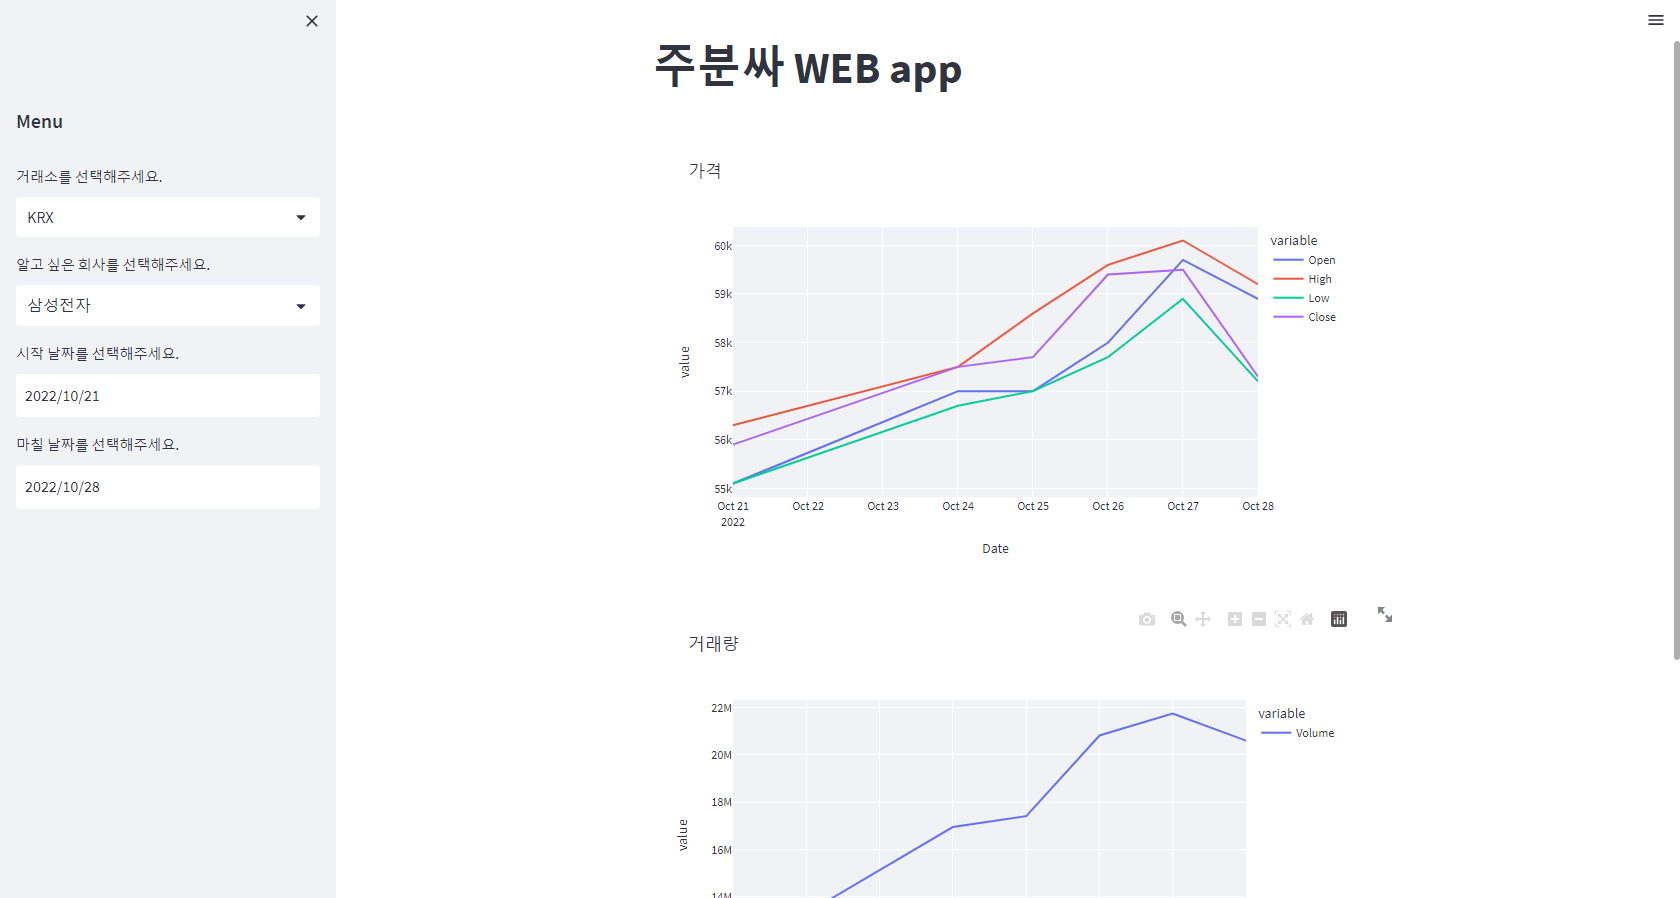 주분싸 WEB app
Menu
거래소를 선택해주세요.
KRX
알고 싶은 회사를 선택해주세요.
삼성전자
시작 날짜를 선택해주세요.
2022/10/21
마칠 날짜를 선택해주세요.
2022/10/28
가격
60k
59k
58k
57k
56k
55k
value
Oct 21 Oct 22 Oct 23 Oct 24 Oct 25 Oct 26 Oct 27 Oct 28
2022
Date
variable
Open
High
Low
Close
거래량
22M
20M
18M
16M
14M
value
variable
Volume